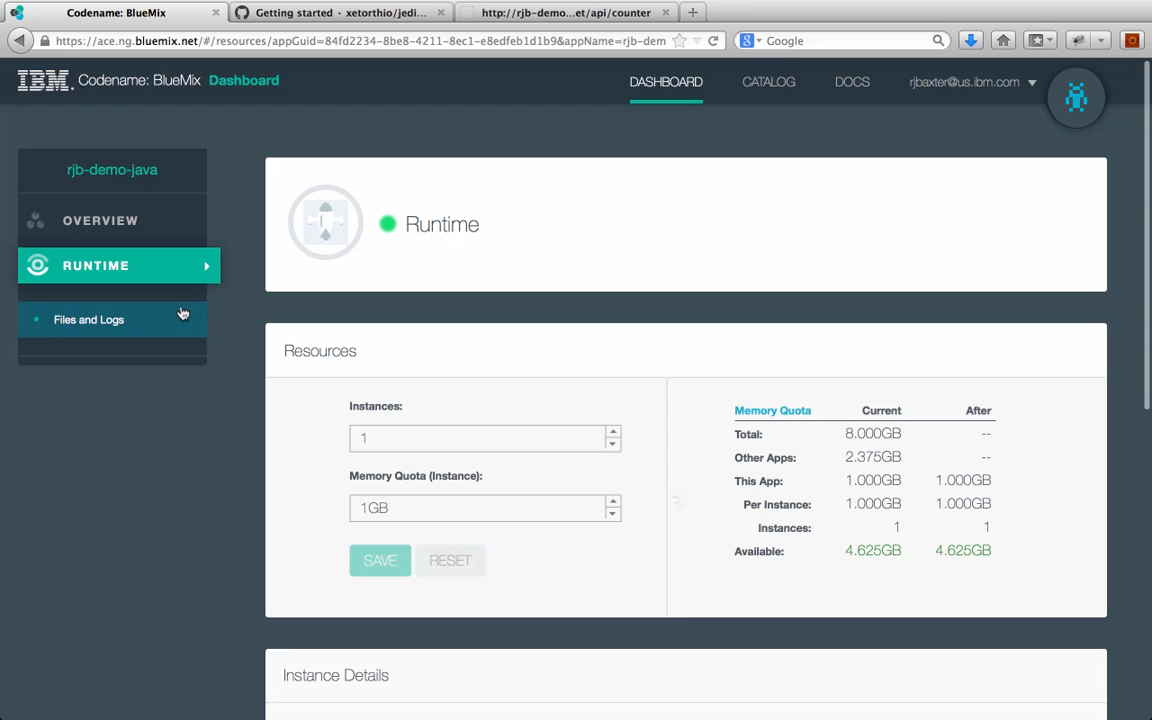 Codename: BlueMix
Getting started · xetorthio/jedi...
http://rjb-demo...et/api/counter
https://ace.ng.bluemix.net/#/resources/appGuid=84fd2234-8be8-4211-8ec1-e8edfeb1d1b9&appName=rjb-dem
Google
IBM. Codename: BlueMix Dashboard
DASHBOARD CATALOG DOCS rjbaxter@us.ibm.com
rjb-demo-java
OVERVIEW
RUNTIME
Files and Logs
Runtime
Resources
Instances:
1
Memory Quota (Instance):
1GB
SAVE RESET
Memory Quota Current After
Total: 8.000GB --
Other Apps: 2.375GB --
This App: 1.000GB 1.000GB
Per Instance: 1.000GB 1.000GB
Instances: 1 1
Available: 4.625GB 4.625GB
Instance Details